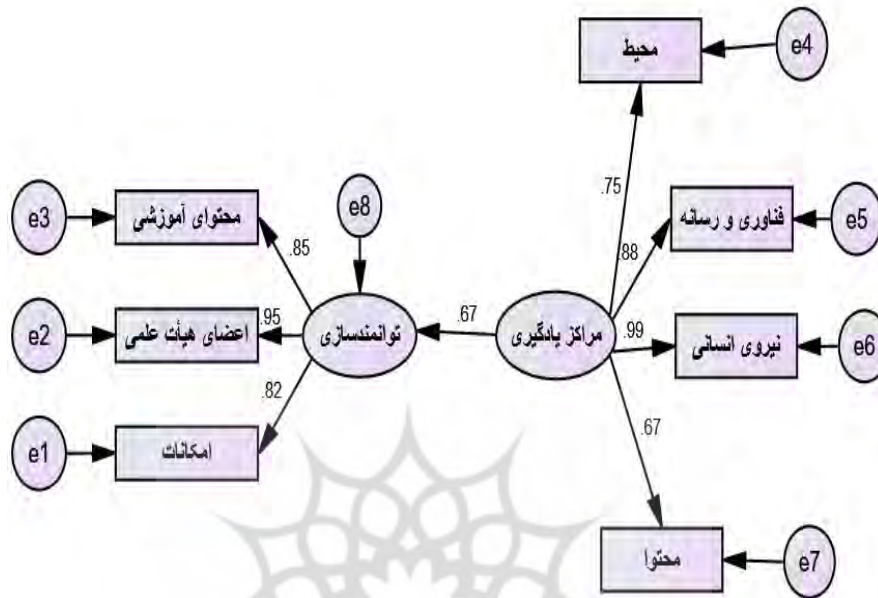 محیط
e4
.75
محتوای آموزشی
e3
e8
فناوری و رسانه
e5
.85
.88
اعضای هیأت علمی
e2
.95
توانمندسازی
.67
مراکز یادگیری
.99
نیروی انسانی
e6
.82
.67
امکانات
e1
محتوا
e7